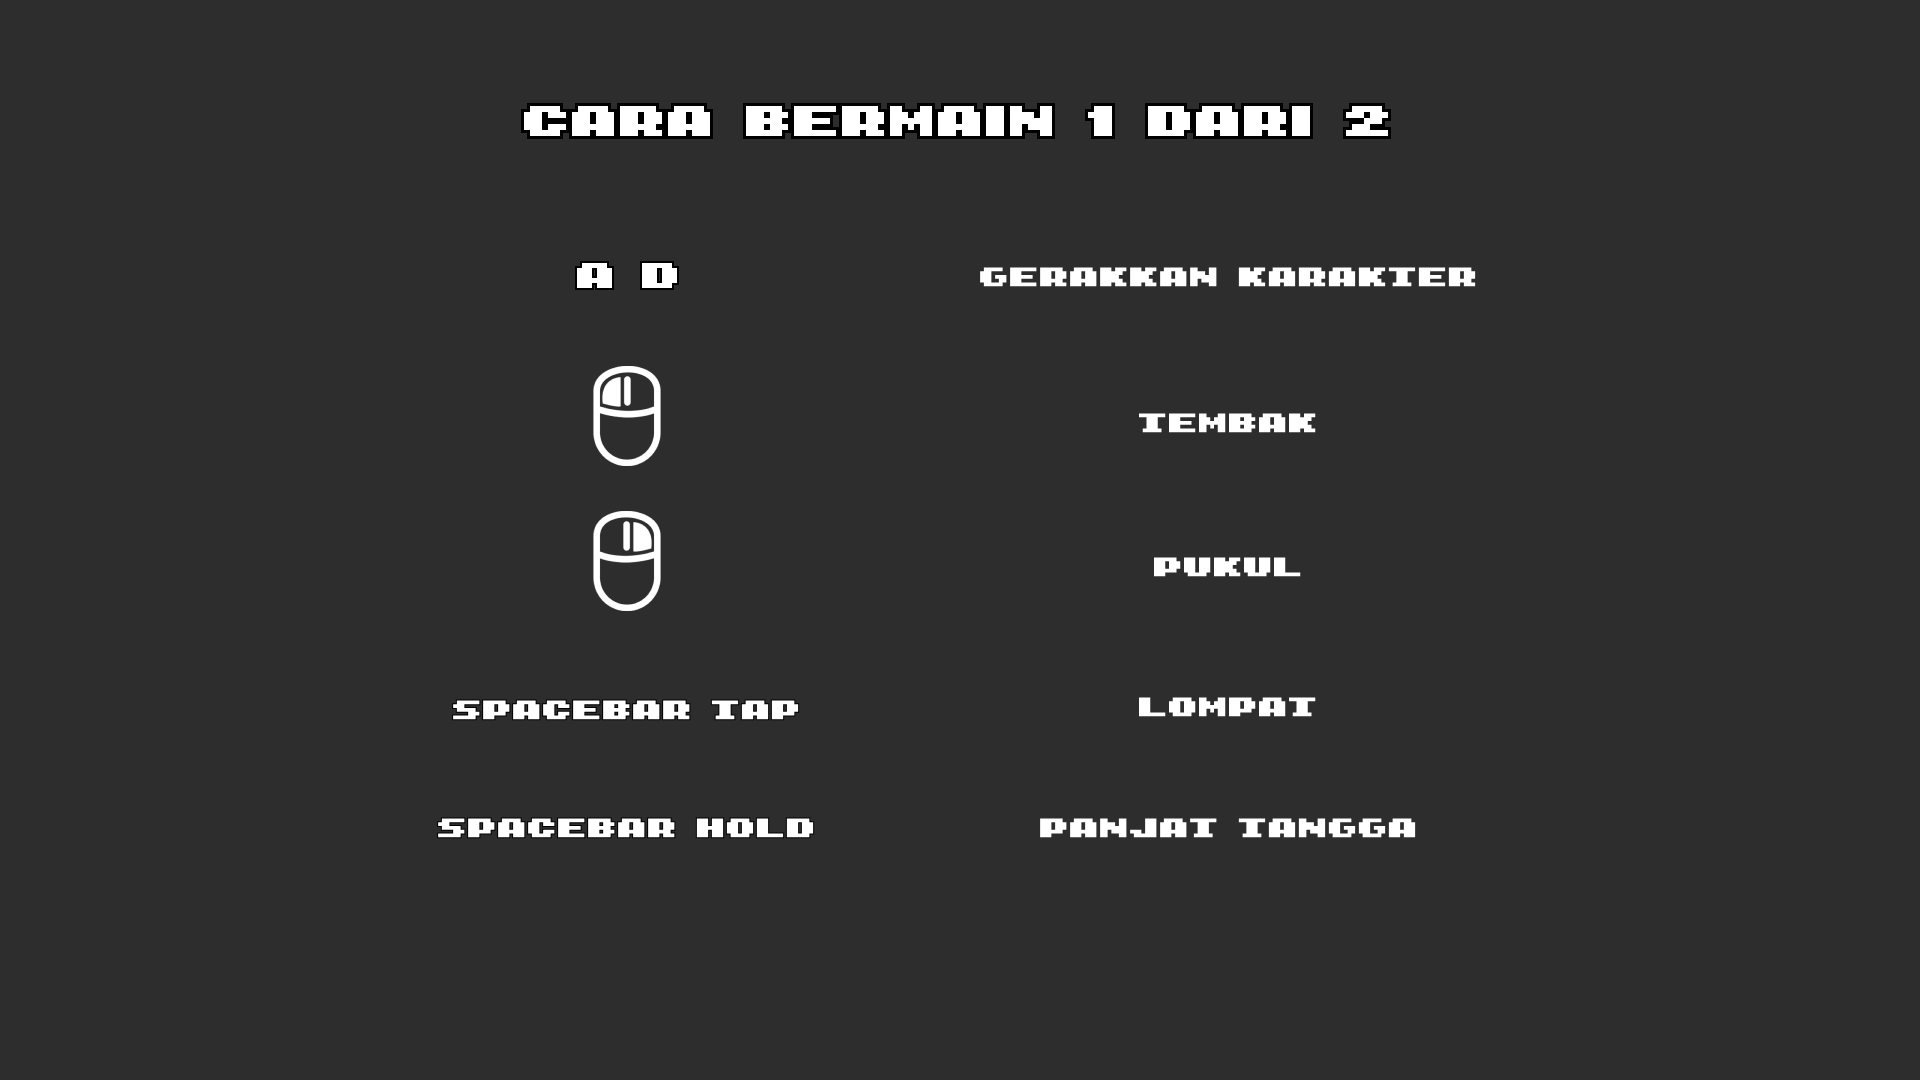 CARA BERMAIN 1 DARI 2
A D GERAKKAN KARAKTER
TEMBAK
PUKUL
SPACEBAR TAP LOMPAT
SPACEBAR HOLD PANJAT TANGGA